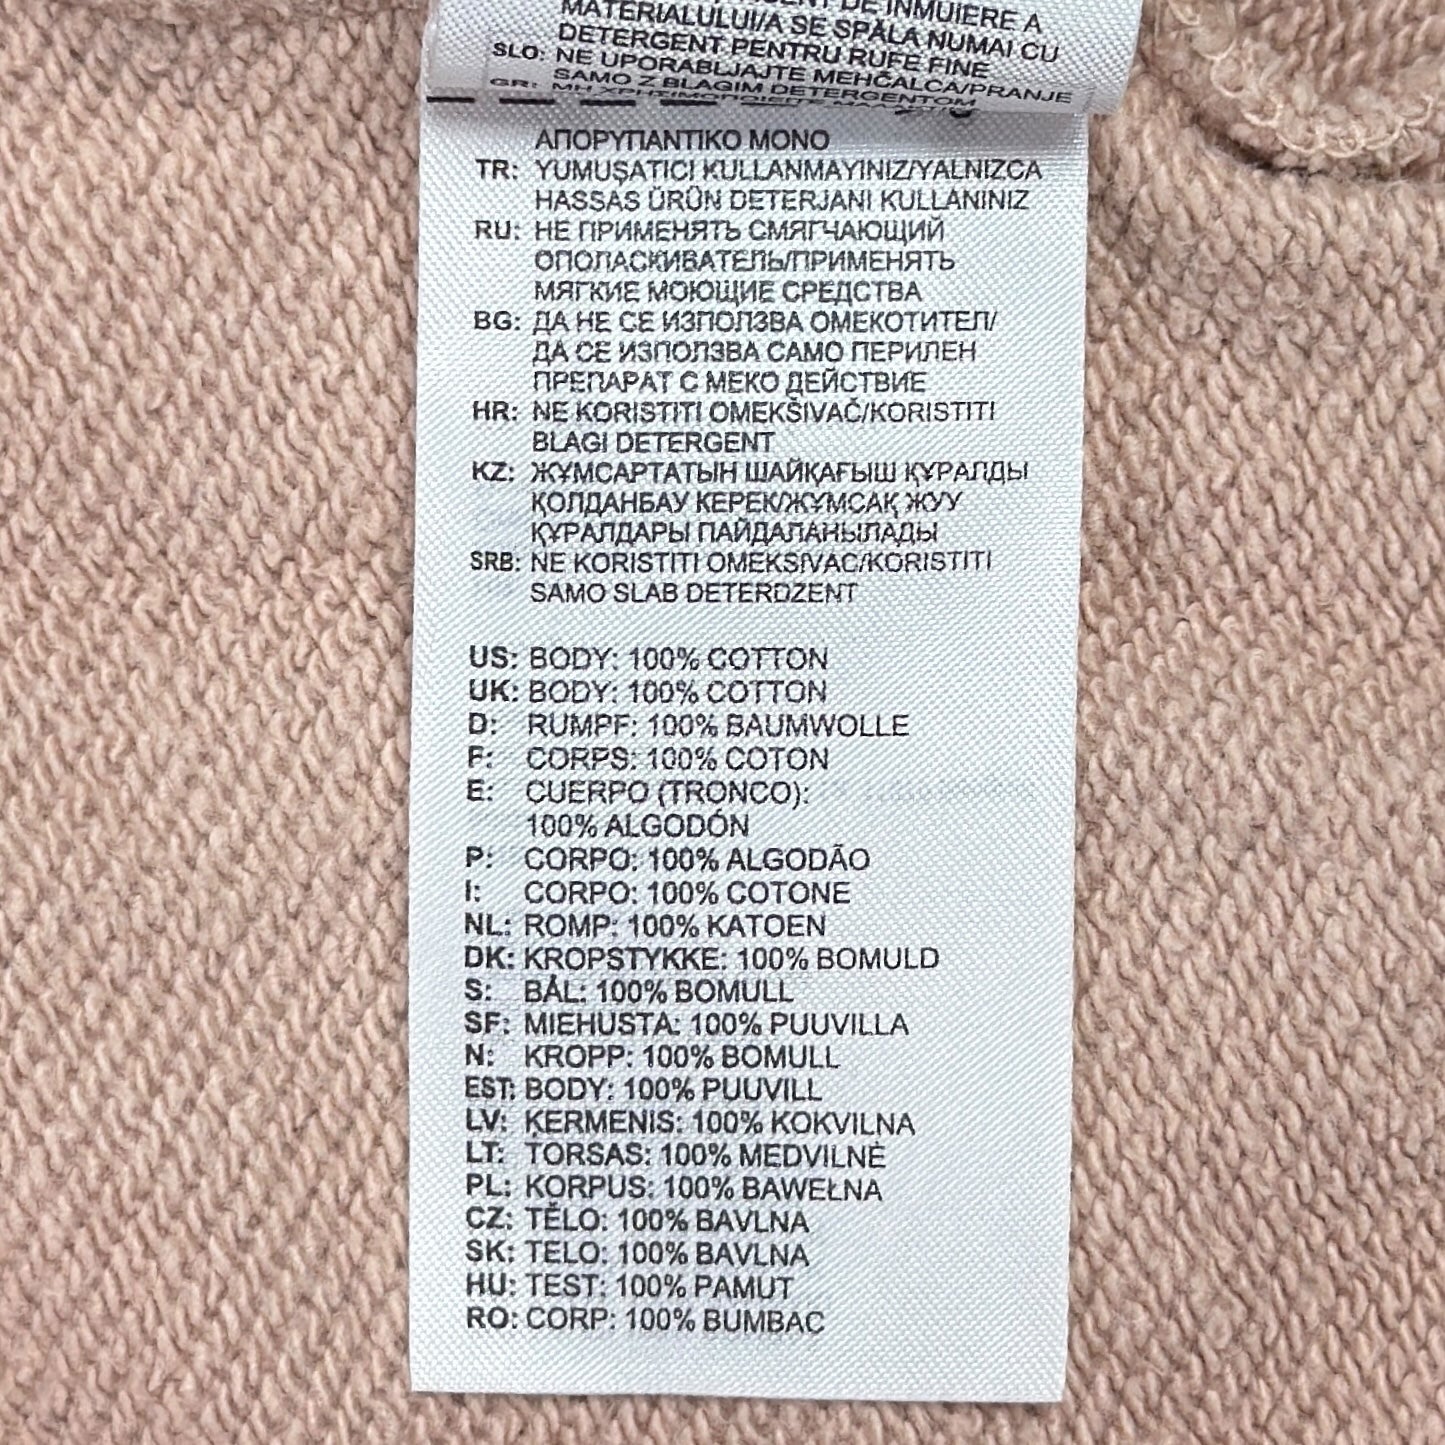 DE ÎNMUIERE A
MATERIALULUI/A SE SPĂLA NUMAI CU
DETERGENT PENTRU RUFE FINE
SLO: NE UPORABLJAJTE MEHČALCA/PRANJE
SAMO Z BLAGIM DETERGENTOM
GR:
ΑΠΟΡΥΠΑΝΤΙΚΟ ΜΟΝΟ
TR: YUMUŞATICI KULLANMAYINIZ/YALNIZCA
HASSAS ÜRÜN DETERJANI KULLANINIZ
RU: НЕ ПРИМЕНЯТЬ СМЯГЧАЮЩИЙ
ОПОЛАСКИВАТЕЛЬ/ПРИМЕНЯТЬ
МЯГКИЕ МОЮЩИЕ СРЕДСТВА
BG: ДА НЕ СЕ ИЗПОЛЗВА ОМЕКОТИТЕЛ/
ДА СЕ ИЗПОЛЗВА САМО ПЕРИЛЕН
ПРЕПАРАТ С МЕКО ДЕЙСТВИЕ
HR: NE KORISTITI OMEKŠIVAČ/KORISTITI
BLAGI DETERGENT
KZ: ЖҰМСАРТАТЫН ШАЙҚАҒЫШ ҚҰРАЛДЫ
ҚОЛДАНБАУ КЕРЕК/ЖҰМСАҚ ЖУУ
ҚҰРАЛДАРЫ ПАЙДАЛАНЫЛАДЫ
SRB: NE KORISTITI OMEKSIVAC/KORISTITI
SAMO SLAB DETERDZENT
US: BODY: 100% COTTON
UK: BODY: 100% COTTON
D: RUMPF: 100% BAUMWOLLE
F: CORPS: 100% COTON
E: CUERPO (TRONCO):
100% ALGODÓN
P: CORPO: 100% ALGODÃO
I: CORPO: 100% COTONE
NL: ROMP: 100% KATOEN
DK: KROPSTYKKE: 100% BOMULD
S: BÅL: 100% BOMULL
SF: MIEHUSTA: 100% PUUVILLA
N: KROPP: 100% BOMULL
EST: BODY: 100% PUUVILL
LV: ĶERMENIS: 100% KOKVILNA
LT: TORSAS: 100% MEDVILNĖ
PL: KORPUS: 100% BAWEŁNA
CZ: TĚLO: 100% BAVLNA
SK: TELO: 100% BAVLNA
HU: TEST: 100% PAMUT
RO: CORP: 100% BUMBAC